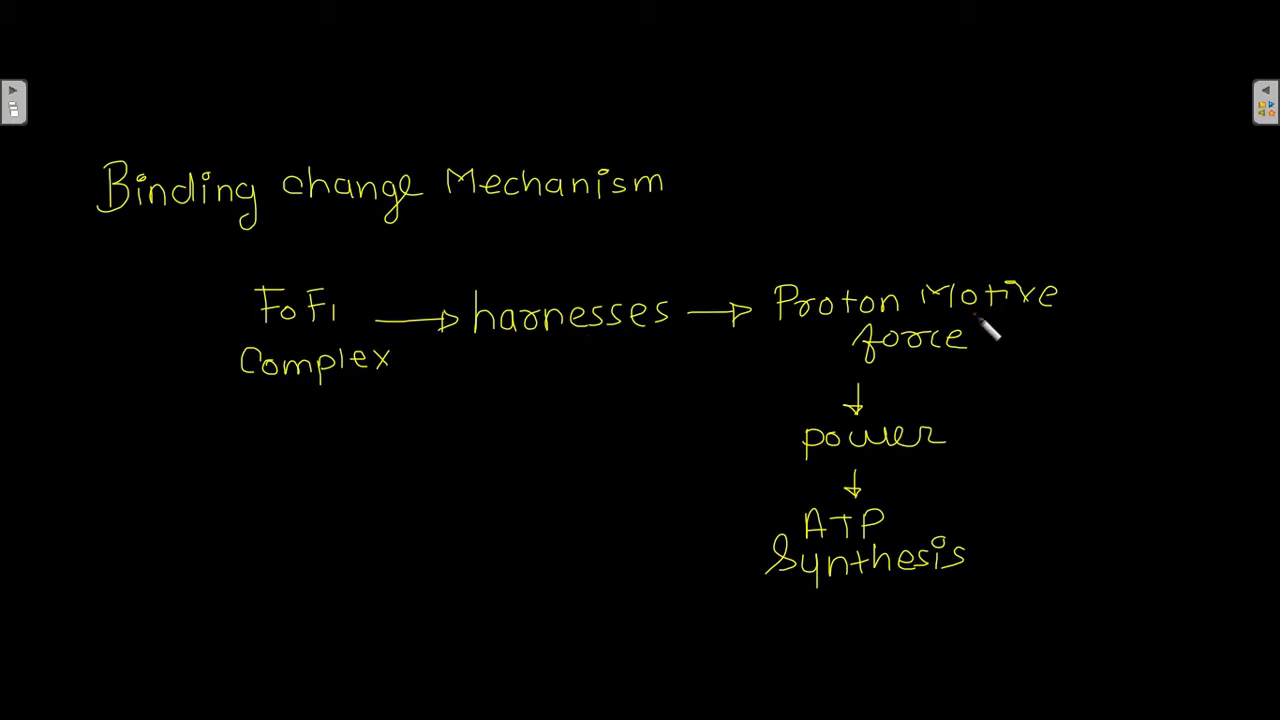 Binding change Mechanism
FoF1
Complex
harnesses
Proton Motive
force
power
ATP
Synthesis